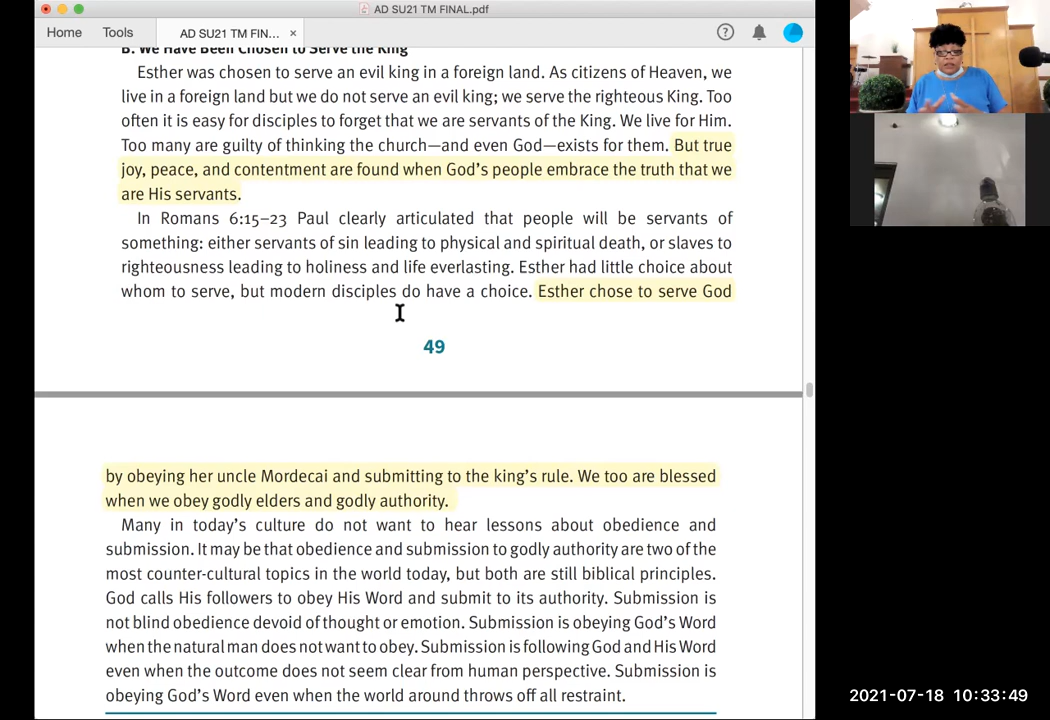 AD SU21 TM FINAL.pdf
Home Tools AD SU21 TM FIN... ×
B. We Have Been Chosen to Serve the King
Esther was chosen to serve an evil king in a foreign land. As citizens of Heaven, we
live in a foreign land but we do not serve an evil king; we serve the righteous King. Too
often it is easy for disciples to forget that we are servants of the King. We live for Him.
Too many are guilty of thinking the church—and even God—exists for them. But true
joy, peace, and contentment are found when God's people embrace the truth that we
are His servants.
In Romans 6:15–23 Paul clearly articulated that people will be servants of
something: either servants of sin leading to physical and spiritual death, or slaves to
righteousness leading to holiness and life everlasting. Esther had little choice about
whom to serve, but modern disciples do have a choice. Esther chose to serve God
49
by obeying her uncle Mordecai and submitting to the king's rule. We too are blessed
when we obey godly elders and godly authority.
Many in today's culture do not want to hear lessons about obedience and
submission. It may be that obedience and submission to godly authority are two of the
most counter-cultural topics in the world today, but both are still biblical principles.
God calls His followers to obey His Word and submit to its authority. Submission is
not blind obedience devoid of thought or emotion. Submission is obeying God's Word
when the natural man does not want to obey. Submission is following God and His Word
even when the outcome does not seem clear from human perspective. Submission is
obeying God's Word even when the world around throws off all restraint.
2021-07-18 10:33:49